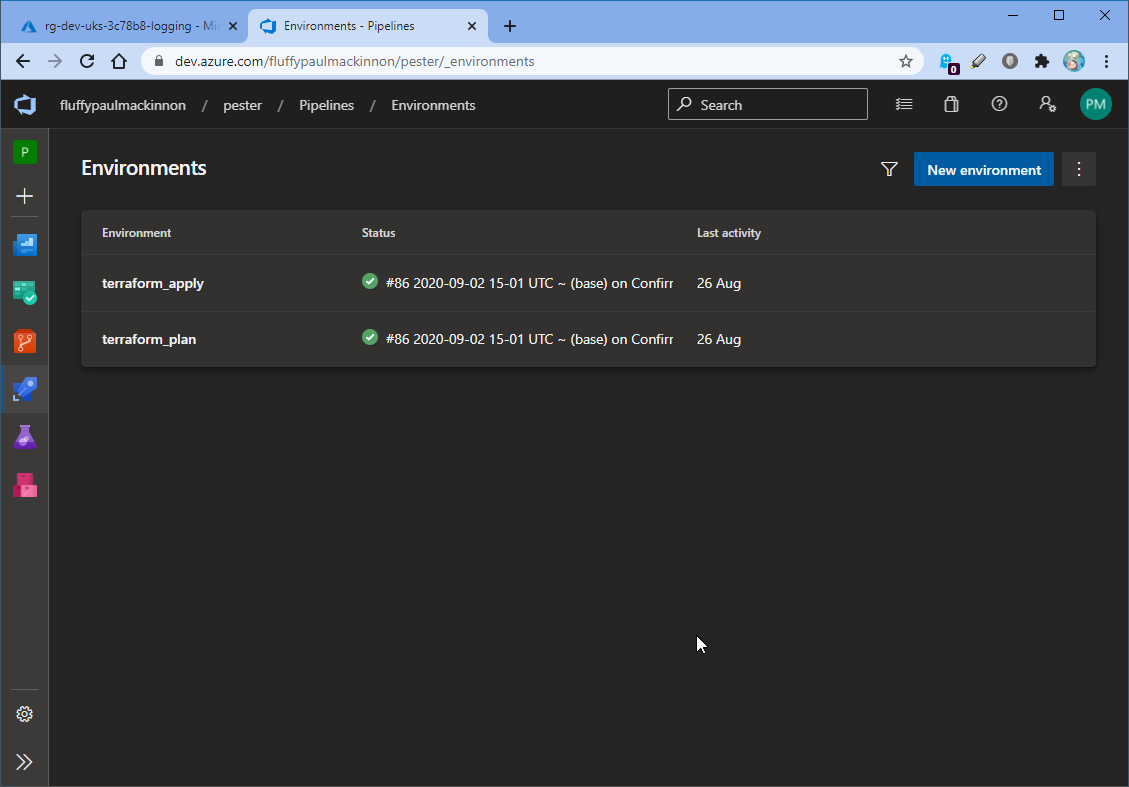 rg-dev-uks-3c78b8-logging - Mic
Environments - Pipelines
dev.azure.com/fluffypaulmackinnon/pester/_environments
0
fluffypaulmackinnon / pester / Pipelines / Environments
Search
PM
P
Environments
New environment
Environment Status Last activity
terraform_apply #86 2020-09-02 15-01 UTC ~ (base) on Confirr 26 Aug
terraform_plan #86 2020-09-02 15-01 UTC ~ (base) on Confirr 26 Aug